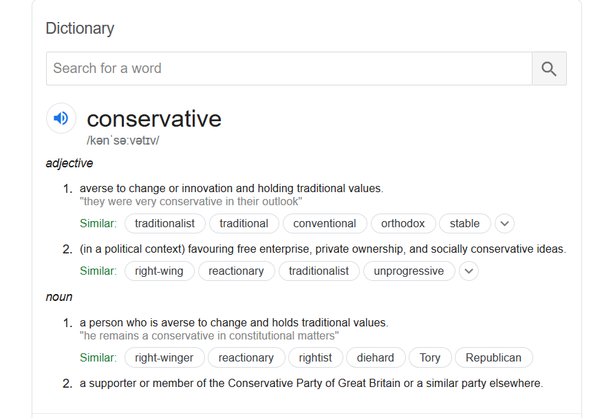 Dictionary
Search for a word
conservative
/kənˈsəːvətɪv/
adjective
1. averse to change or innovation and holding traditional values.
"they were very conservative in their outlook"
Similar: traditionalist traditional conventional orthodox stable
2. (in a political context) favouring free enterprise, private ownership, and socially conservative ideas.
Similar: right-wing reactionary traditionalist unprogressive
noun
1. a person who is averse to change and holds traditional values.
"he remains a conservative in constitutional matters"
Similar: right-winger reactionary rightist diehard Tory Republican
2. a supporter or member of the Conservative Party of Great Britain or a similar party elsewhere.